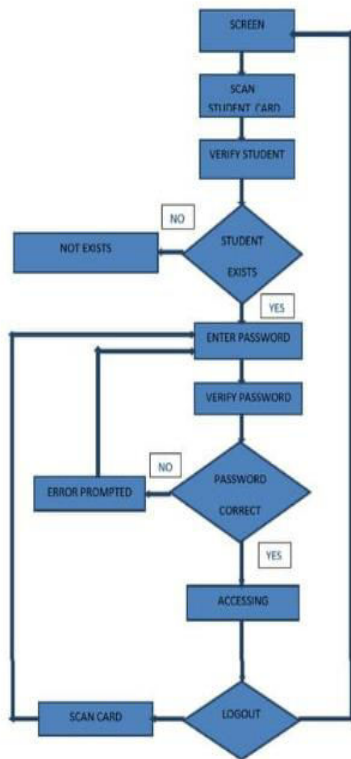 SCREEN
SCAN
STUDENT CARD
VERIFY STUDENT
NO
NOT EXISTS
STUDENT
EXISTS
YES
ENTER PASSWORD
VERIFY PASSWORD
NO
ERROR PROMPTED
PASSWORD
CORRECT
YES
ACCESSING
SCAN CARD
LOGOUT